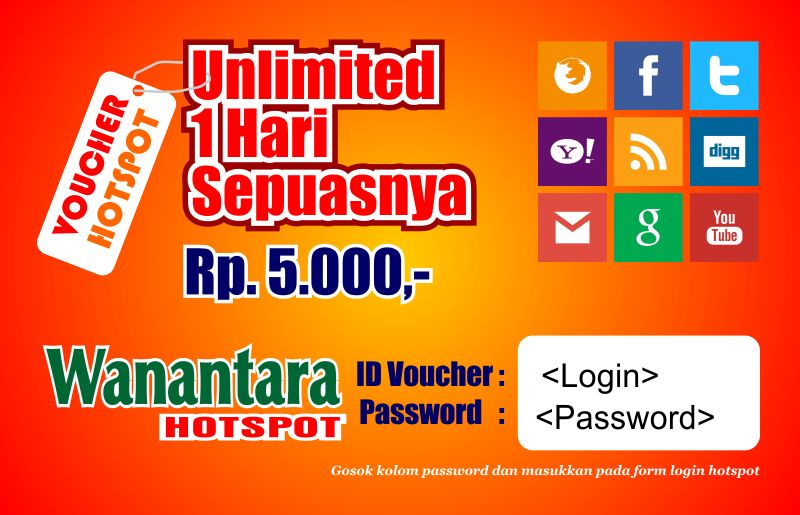 VOUCHER
HOTSPOT
Unlimited
1 Hari
Sepuasnya
Rp. 5.000,-
f
t
Y!
digg
g
You
Tube
Wanantara
HOTSPOT
ID Voucher : <Login>
Password : <Password>
Gosok kolom password dan masukkan pada form login hotspot